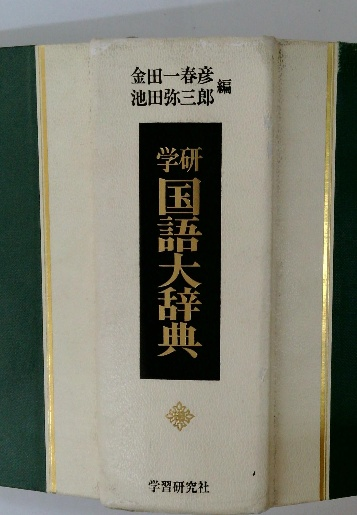 金田一春彦
池田弥三郎
編
学研
国語大辞典
学習研究社